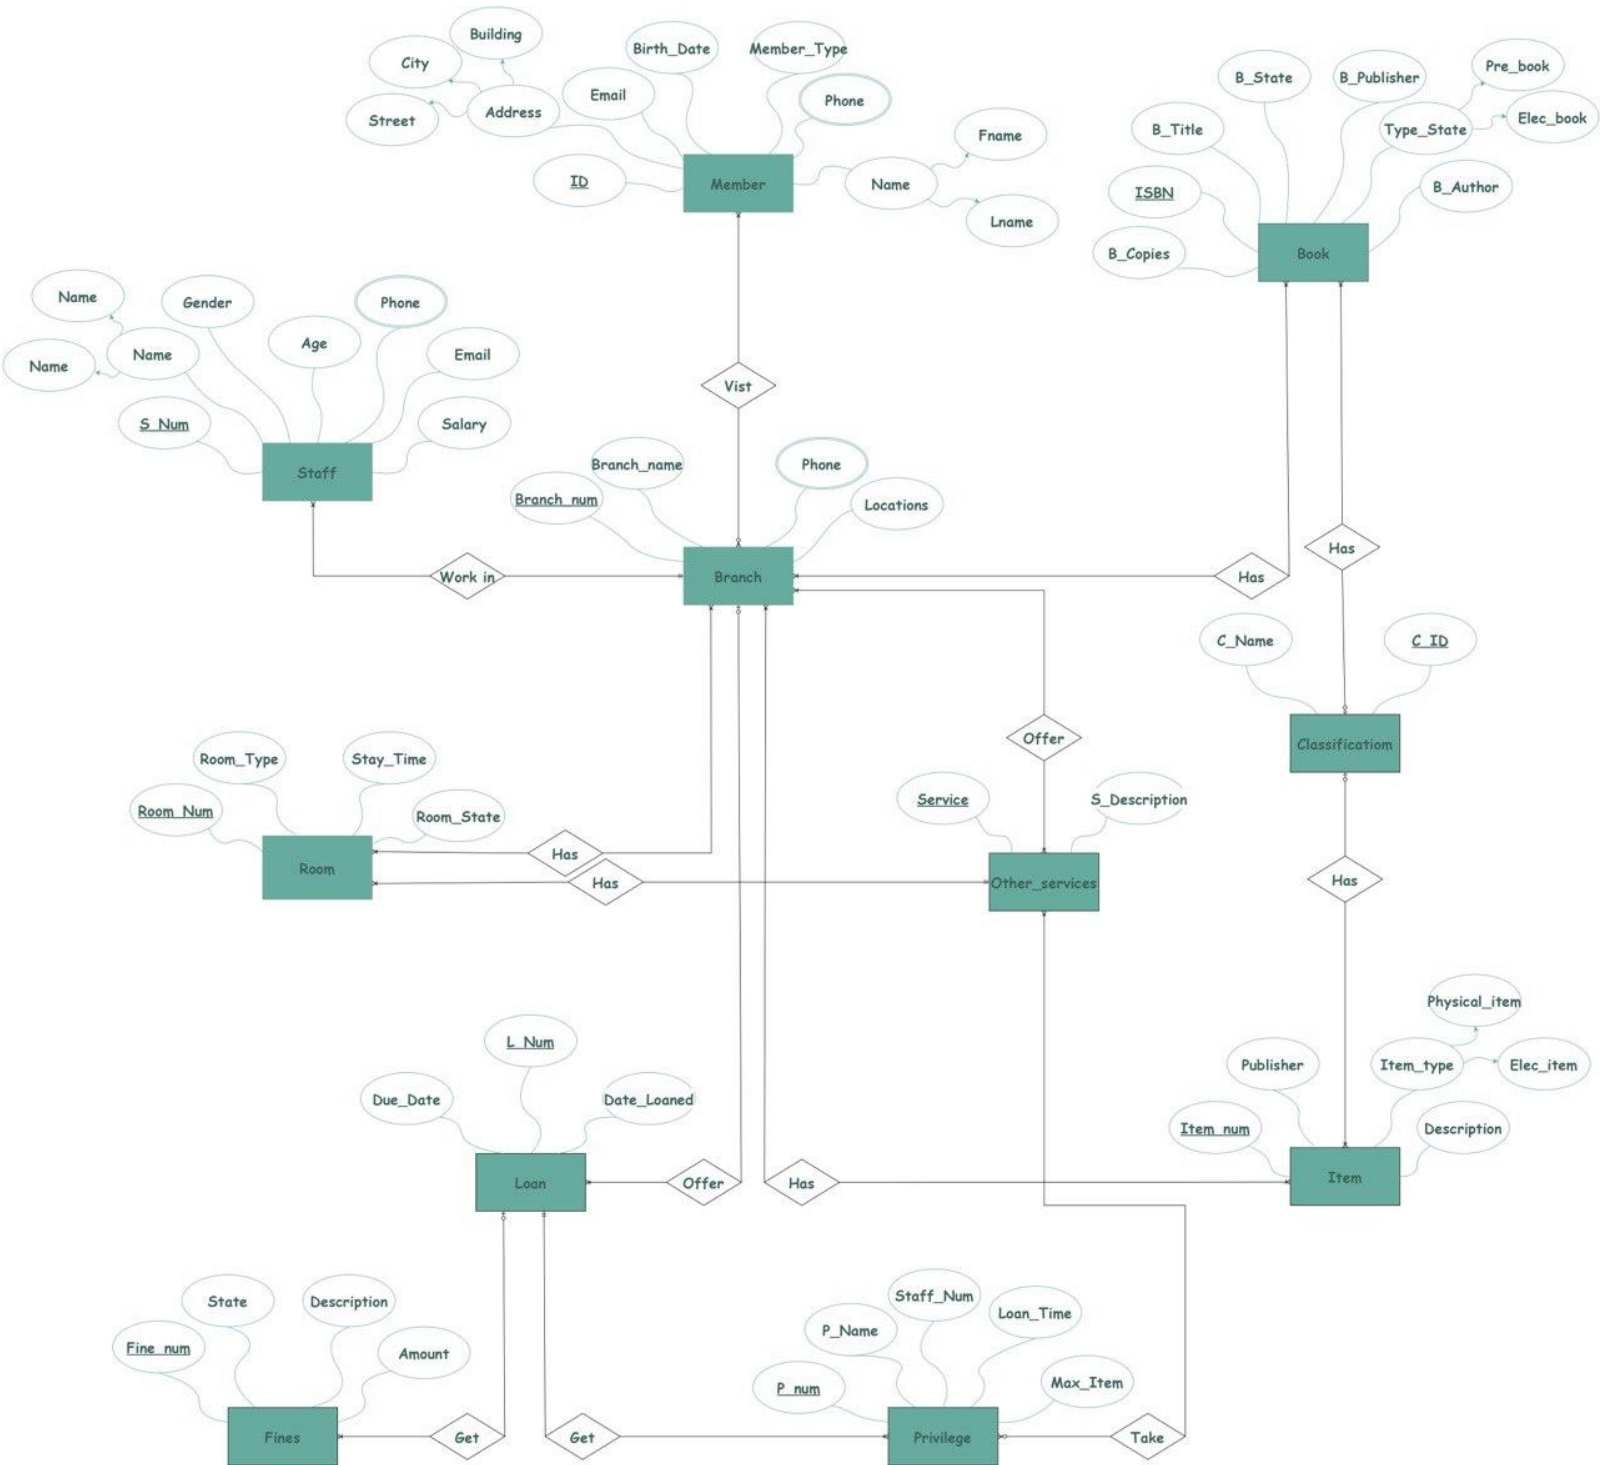 Building
City
Birth_Date
Member_Type
Email
Phone
Street
Address
ID
Member
Name
Fname
Lname
Pre_book
B_State
B_Publisher
Elec_book
B_Title
Type_State
ISBN
B_Author
B_Copies
Book
Name
Gender
Phone
Age
Name
Name
Email
S_Num
Salary
Staff
Vist
Branch_name
Phone
Branch_num
Locations
Work in
Branch
Has
Has
C_Name
C_ID
Classificatiom
Room_Type
Stay_Time
Room_Num
Room_State
Room
Has
Has
Offer
Service
S_Description
Other_services
Has
Physical_item
Publisher
Item_type
Elec_item
Item_num
Description
Item
L_Num
Due_Date
Date_Loaned
Loan
Offer
Has
State
Description
Fine_num
Amount
Fines
Get
Get
Staff_Num
P_Name
Loan_Time
P_num
Max_Item
Privilege
Take